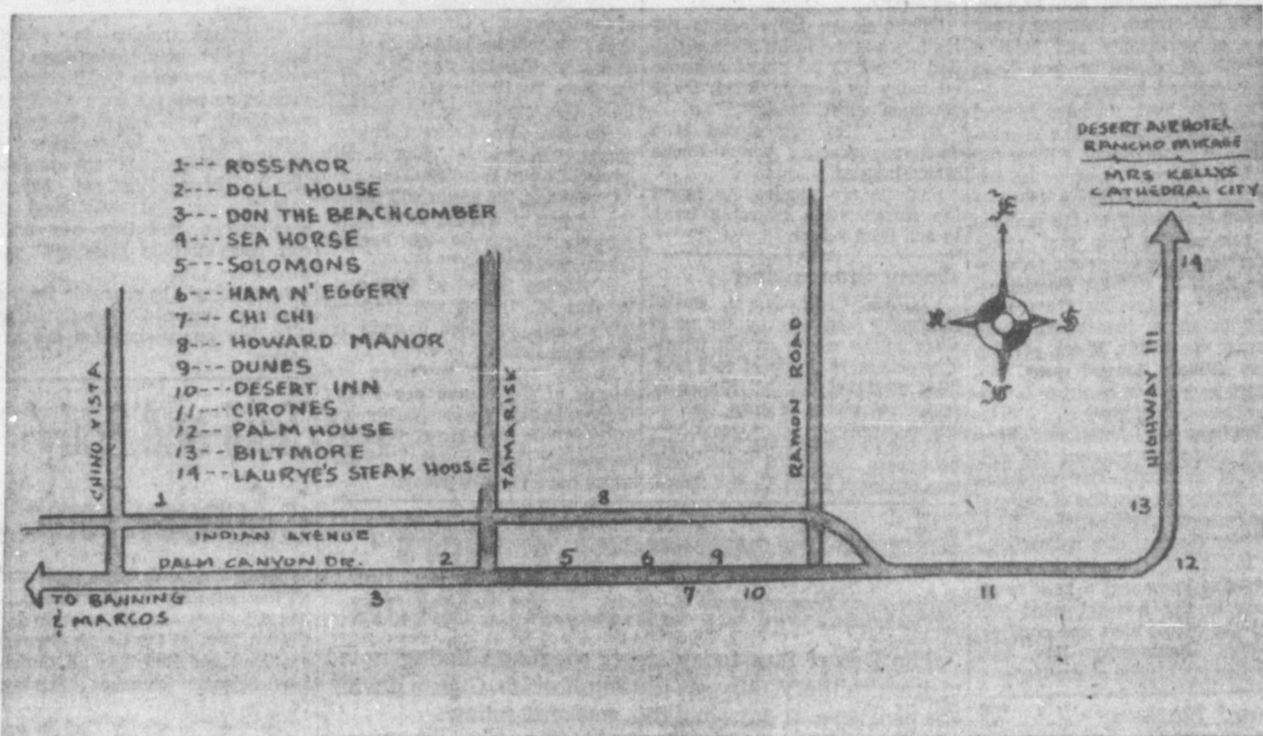 DESERT AIR HOTEL
RANCHO MIRAGE
MRS KELLYS
CATHEDRAL CITY
1---ROSSMOR
2---DOLL HOUSE
3---DON THE BEACHCOMBER
4---SEA HORSE
5---SOLOMONS
6---HAM N' EGGERY
7---CHI CHI
8---HOWARD MANOR
9---DUNES
10---DESERT INN
11---CIRONES
12---PALM HOUSE
13---BILTMORE
14---LAURYE'S STEAK HOUSE
CHINO VISTA
TAMARISK
RAMON ROAD
HIGHWAY 111
14
13
12
1
8
INDIAN AVENUE
PALM CANYON DR.
2
5
6
9
3
7
10
11
TO BANNING
& MARCOS